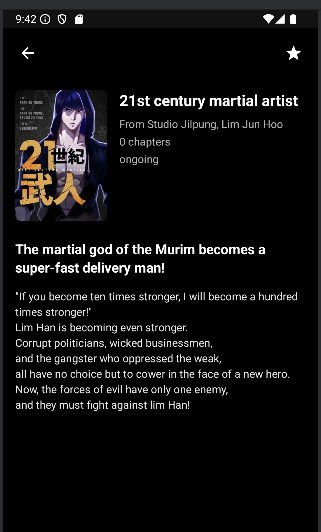 9:42
21st century martial artist
From Studio Jilpung, Lim Jun Hoo
0 chapters
ongoing
21世紀
武人
The martial god of the Murim becomes a
super-fast delivery man!
"If you become ten times stronger, I will become a hundred
times stronger!"
Lim Han is becoming even stronger.
Corrupt politicians, wicked businessmen,
and the gangster who oppressed the weak,
all have no choice but to cower in the face of a new hero.
Now, the forces of evil have only one enemy,
and they must fight against lim Han!